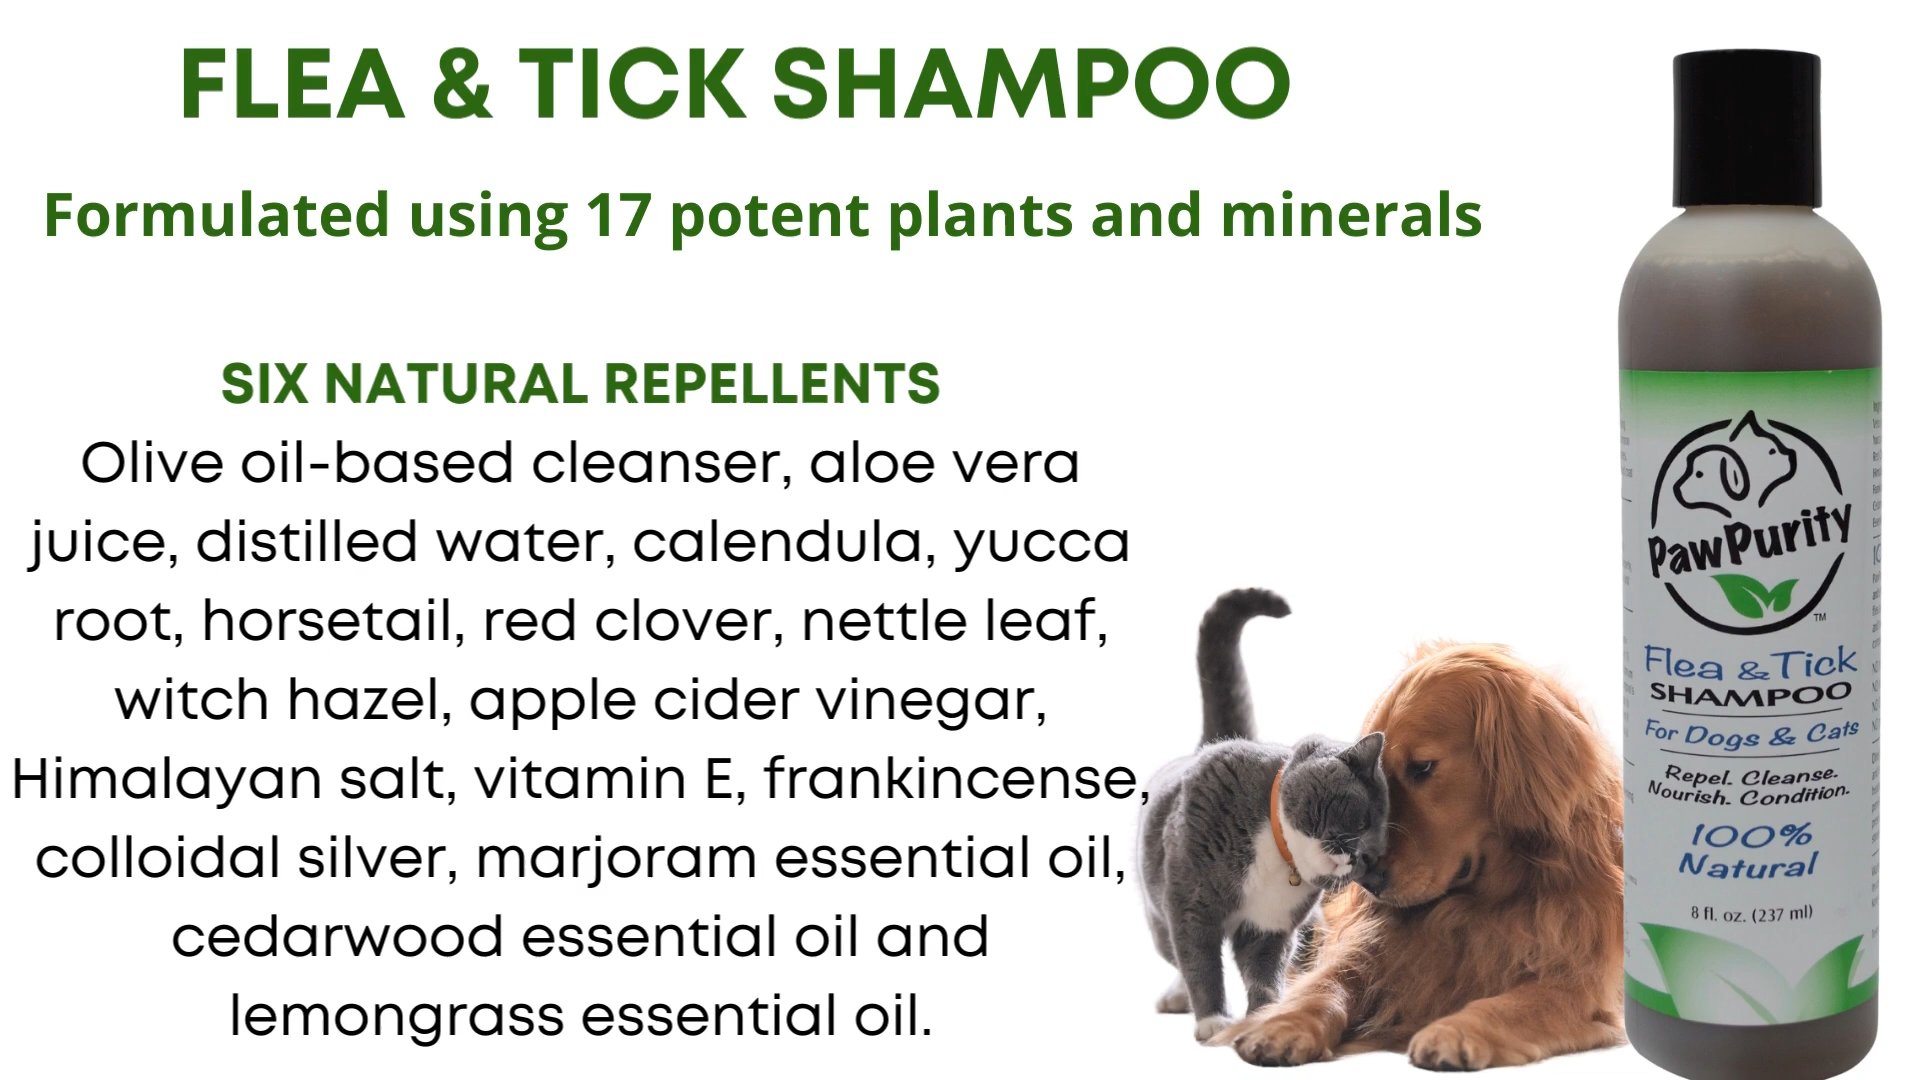 FLEA & TICK SHAMPOO
Formulated using 17 potent plants and minerals
SIX NATURAL REPELLENTS
Olive oil-based cleanser, aloe vera
juice, distilled water, calendula, yucca
root, horsetail, red clover, nettle leaf,
witch hazel, apple cider vinegar,
Himalayan salt, vitamin E, frankincense,
colloidal silver, marjoram essential oil,
cedarwood essential oil and
lemongrass essential oil.
PawPurity
TM
Flea & Tick
SHAMPOO
For Dogs & Cats
Repel. Cleanse.
Nourish. Condition.
100%
Natural
8 fl. oz. (237 ml)